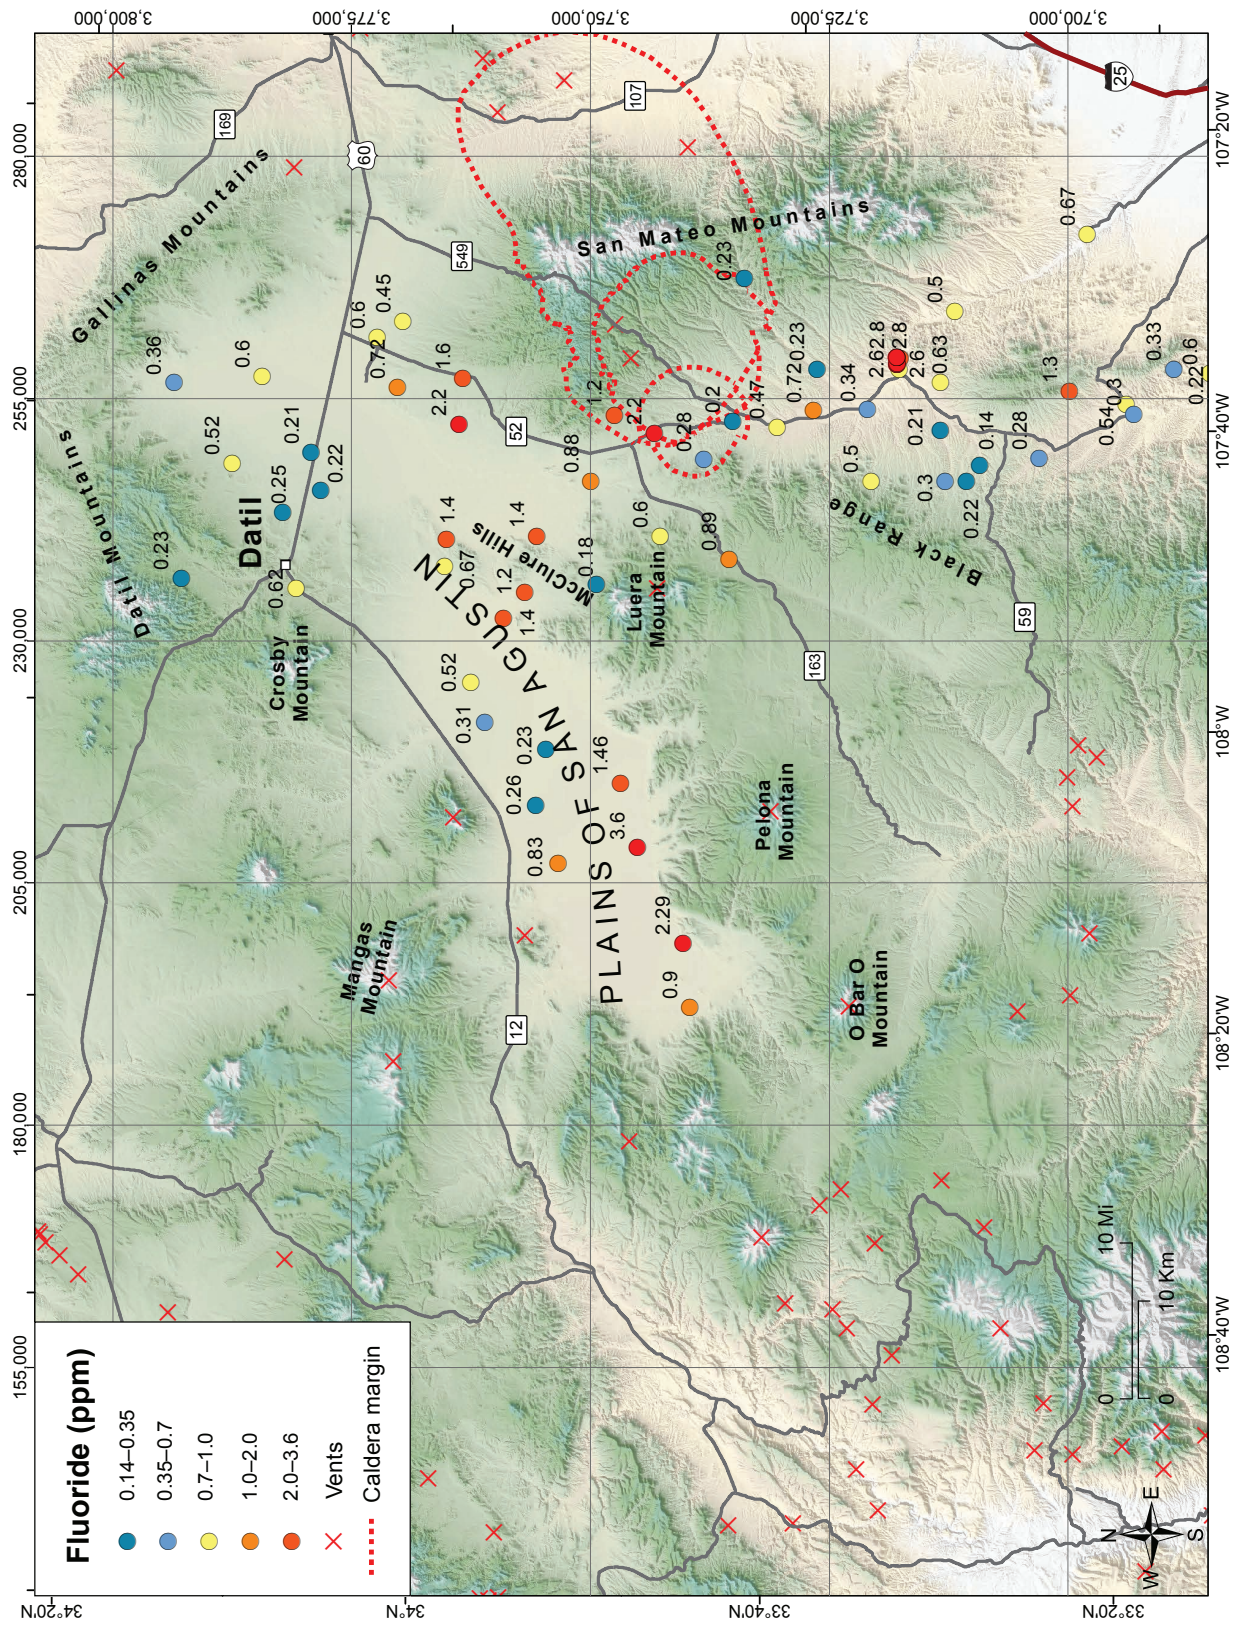 Fluoride (ppm)
0.14–0.35
0.35–0.7
0.7–1.0
1.0–2.0
2.0–3.6
Vents
Caldera margin
155,000
180,000
205,000
230,000
255,000
280,000
3,800,000
3,775,000
3,750,000
3,725,000
3,700,000
34°20'N
34°N
33°40'N
33°20'N
108°40'W
108°20'W
108°W
107°40'W
107°20'W
Datil Mountains
Gallinas Mountains
Datil
Crosby
Mountain
Mangas
Mountain
PLAINS OF SAN AGUSTIN
McClure Hills
Luera
Mountain
Pelona
Mountain
O Bar O
Mountain
San Mateo Mountains
Black Range
169
60
549
52
107
12
163
59
25
0.36
0.6
0.52
0.21
0.25
0.22
0.23
0.62
0.6
0.45
0.72
1.6
2.2
0.88
1.4
0.67
1.4
1.2
1.4
0.18
0.6
0.89
0.52
0.31
0.23
0.26
1.46
0.83
3.6
2.29
0.9
1.2
2.2
0.28
0.2
0.47
0.23
0.72
0.23
0.34
2.6
2.8
2.8
2.6
0.63
0.5
0.5
0.21
0.14
0.3
0.22
0.28
1.3
0.67
0.3
0.54
0.33
0.6
0.22
0
10 Mi
0
10 Km
N
W
E
S